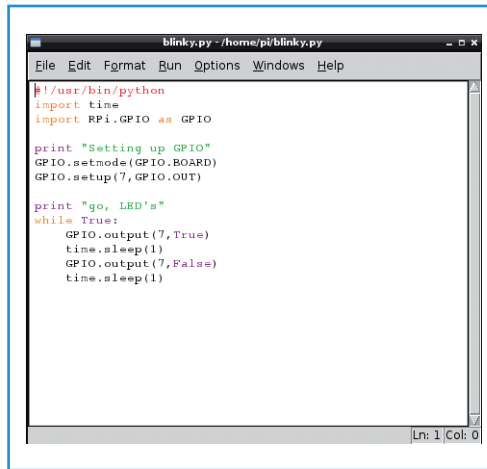 blinky.py - /home/pi/blinky.py
File Edit Format Run Options Windows Help
#!/usr/bin/python
import time
import RPi.GPIO as GPIO

print "Setting up GPIO"
GPIO.setmode(GPIO.BOARD)
GPIO.setup(7,GPIO.OUT)

print "go, LED's"
while True:
    GPIO.output(7,True)
    time.sleep(1)
    GPIO.output(7,False)
    time.sleep(1)
Ln: 1 Col: 0